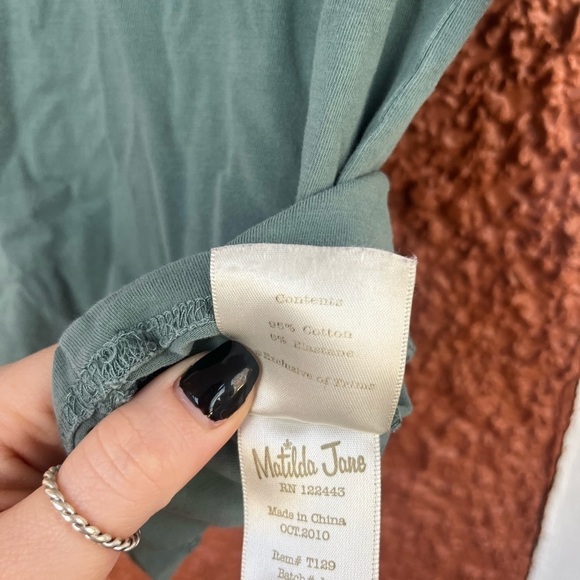 Contents
95% Cotton
5% Elastane
Exclusive of Trims
Matilda Jane
RN 122443
Made in China
OCT.2010
Item# T129
Batch#